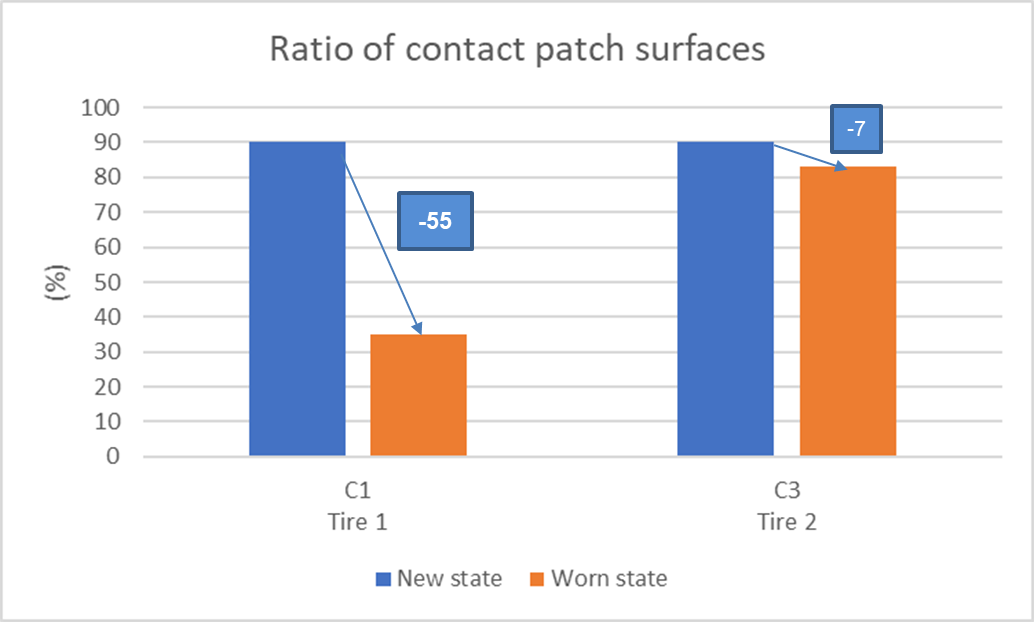 Ratio of contact patch surfaces
(%)
100
90
80
70
60
50
40
30
20
10
0
-55
-7
C1
Tire 1
C3
Tire 2
New state
Worn state